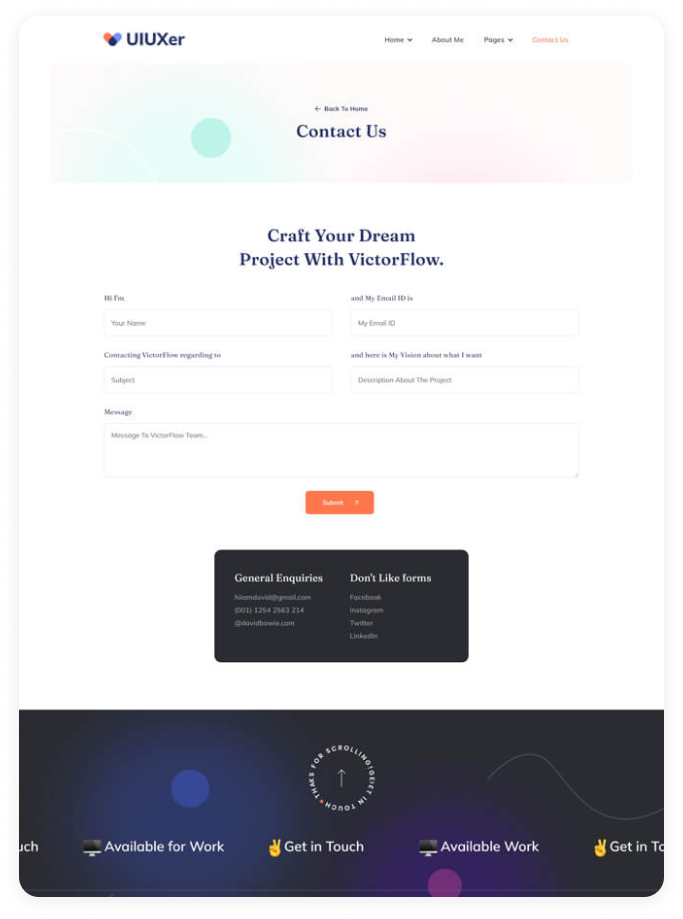 UIUXer
Home About Me Pages Contact Us
← Back To Home
Contact Us
Craft Your Dream
Project With VictorFlow.
Hi I'm
and My Email ID is
Your Name
My Email ID
Contacting VictorFlow regarding to
and here is My Vision about what I want
Subject
Description About The Project
Message
Message To VictorFlow Team...
Submit
General Enquiries
hiiamdavid@gmail.com
(001) 1254 2563 214
@davidbowie.com
Don't Like forms
Facebook
Instagram
Twitter
LinkedIn
THAKS FOR SCROLLING!
GET IN TOUCH
uch 🖥️Available for Work ✌️Get in Touch 🖥️Available Work ✌️Get in To